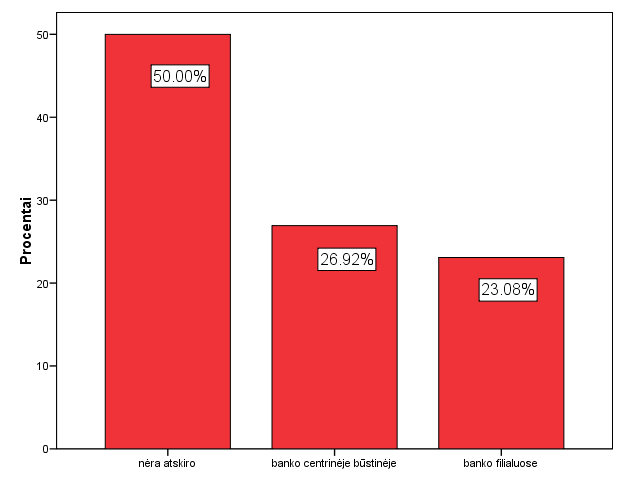 Procentai
50
40
30
20
10
0
50.00%
26.92%
23.08%
nėra atskiro
banko centrinėje būstinėje
banko filialuose